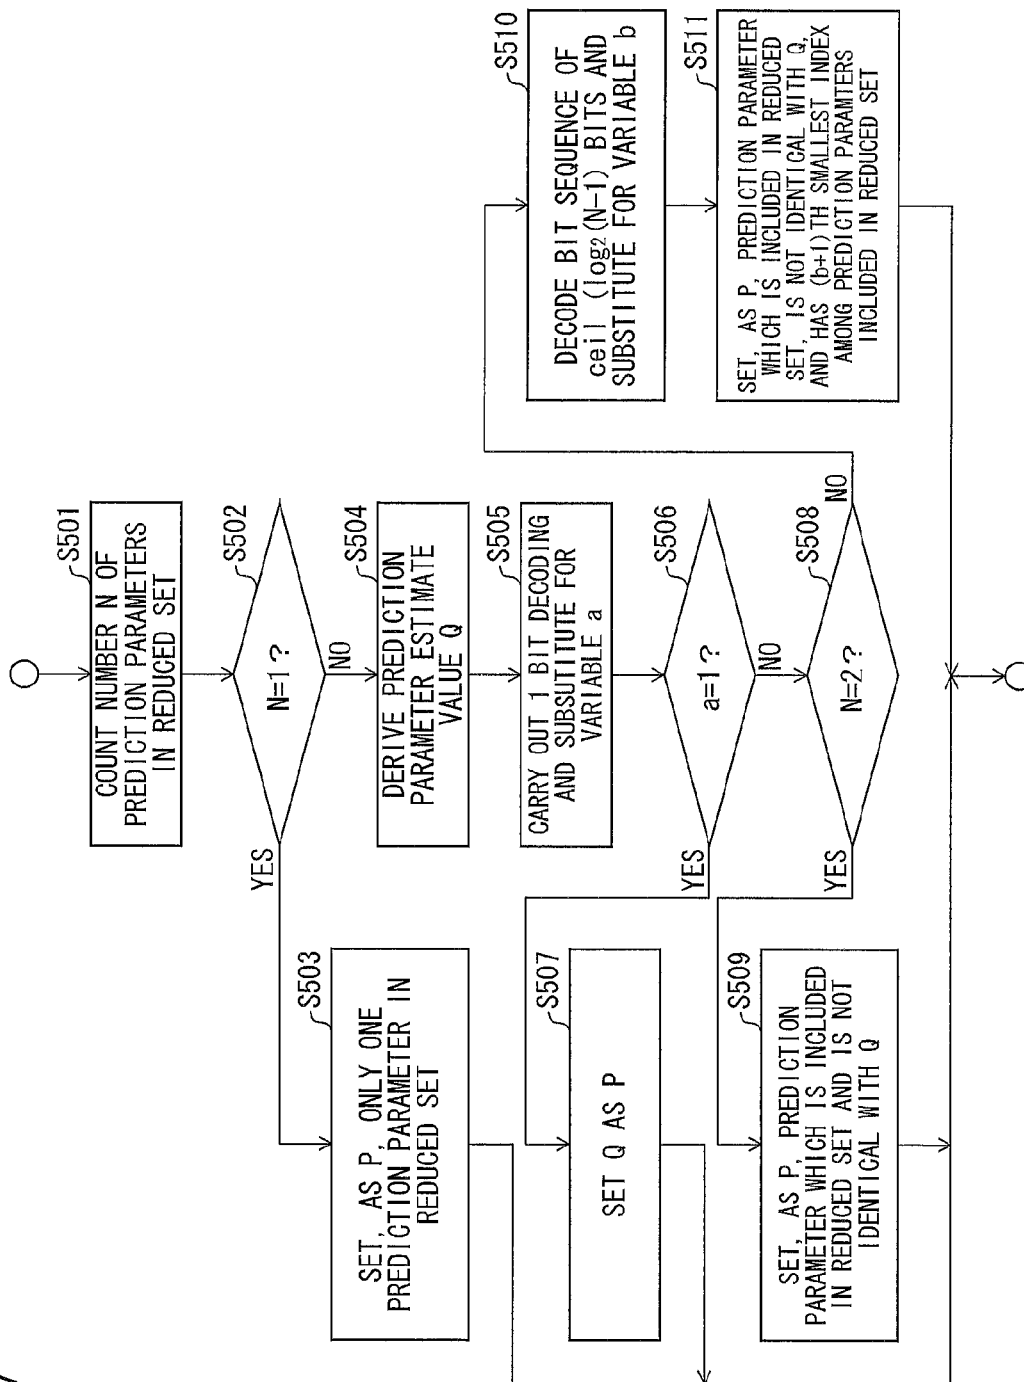 S501
COUNT NUMBER N OF
PREDICTION PARAMETERS
IN REDUCED SET
S502
N=1?
YES
NO
S503
SET, AS P, ONLY ONE
PREDICTION PARAMETER IN
REDUCED SET
S504
DERIVE PREDICTION
PARAMETER ESTIMATE
VALUE Q
S505
CARRY OUT 1 BIT DECODING
AND SUBSUTITUTE FOR
VARIABLE a
S506
a=1?
YES
NO
S507
SET Q AS P
S508
N=2?
YES
NO
S509
SET, AS P, PREDICTION
PARAMETER WHICH IS INCLUDED
IN REDUCED SET AND IS NOT
IDENTICAL WITH Q
S510
DECODE BIT SEQUENCE OF
ceil (log2(N-1) BITS AND
SUBSTITUTE FOR VARIABLE b
S511
SET, AS P, PREDICTION PARAMETER
WHICH IS INCLUDED IN REDUCED
SET, IS NOT IDENTICAL WITH Q,
AND HAS (b+1)TH SMALLEST INDEX
AMONG PREDICTION PARAMTERS
INCLUDED IN REDUCED SET